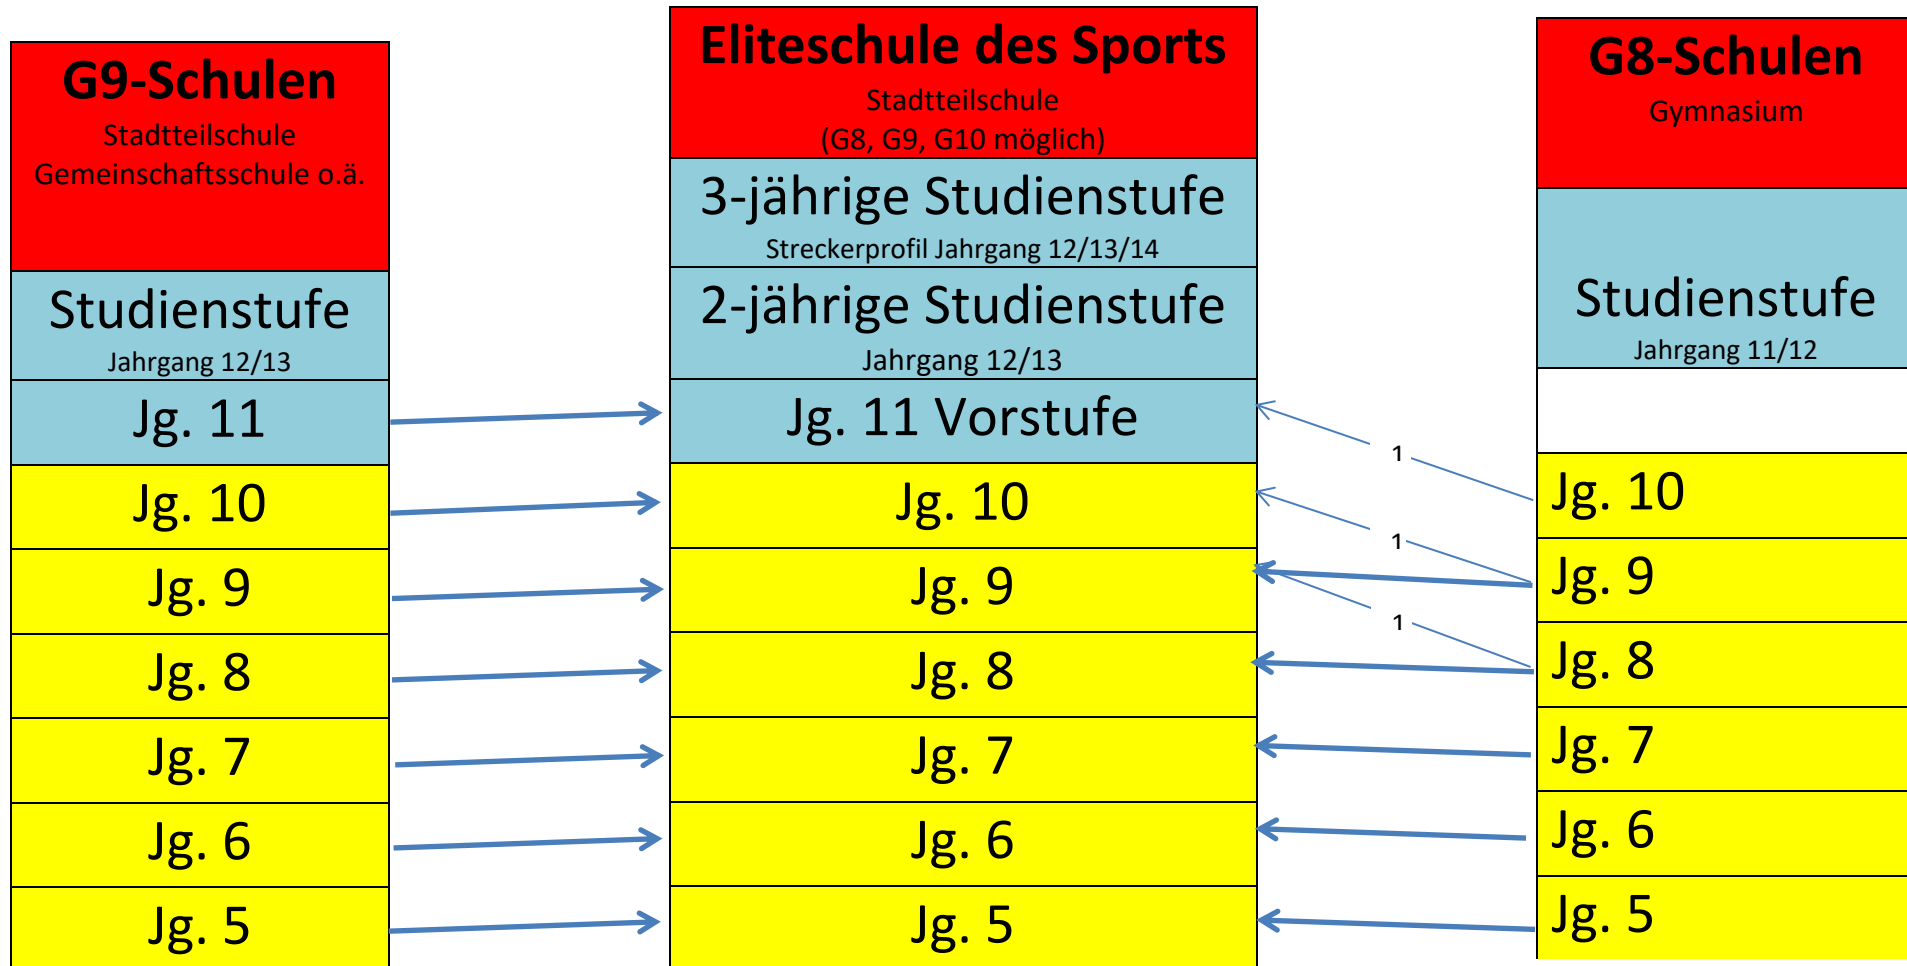 G9-Schulen
Stadtteilschule
Gemeinschaftsschule o.ä.
Studienstufe
Jahrgang 12/13
Jg. 11
Jg. 10
Jg. 9
Jg. 8
Jg. 7
Jg. 6
Jg. 5
Eliteschule des Sports
Stadtteilschule
(G8, G9, G10 möglich)
3-jährige Studienstufe
Streckerprofil Jahrgang 12/13/14
2-jährige Studienstufe
Jahrgang 12/13
Jg. 11 Vorstufe
Jg. 10
Jg. 9
Jg. 8
Jg. 7
Jg. 6
Jg. 5
1
1
1
G8-Schulen
Gymnasium
Studienstufe
Jahrgang 11/12
Jg. 10
Jg. 9
Jg. 8
Jg. 7
Jg. 6
Jg. 5